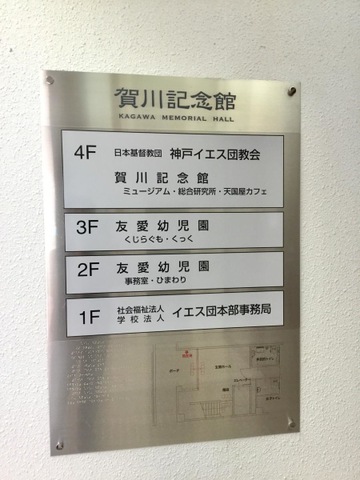 賀川記念館
KAGAWA MEMORIAL HALL
4F 日本基督教団 神戸イエス団教会
賀川記念館
ミュージアム・総合研究所・天国屋カフェ
3F 友愛幼児園
くじらぐも・くっく
2F 友愛幼児園
事務室・ひまわり
1F 社会福祉法人 学校法人 イエス団本部事務局